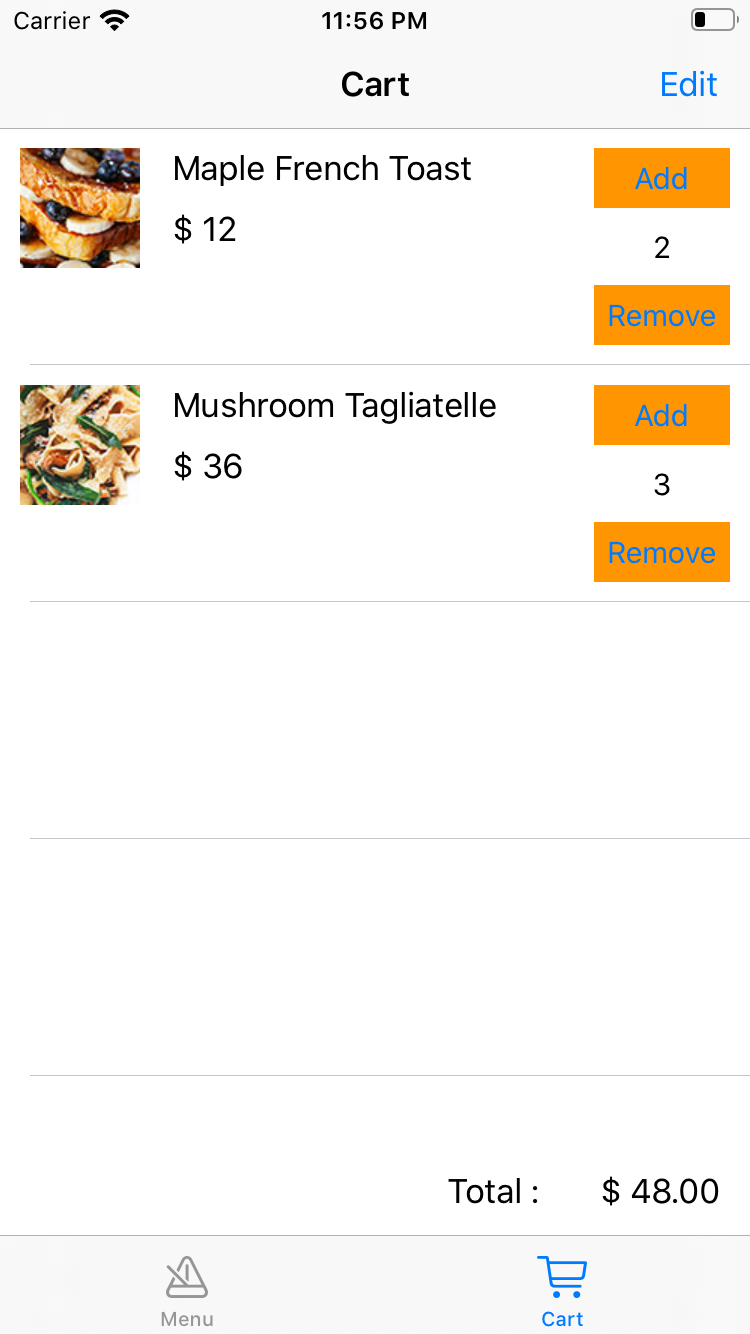 Carrier 11:56 PM
Cart Edit
Maple French Toast Add
$ 12
2
Remove
Mushroom Tagliatelle Add
$ 36
3
Remove
Total : $ 48.00
Menu Cart